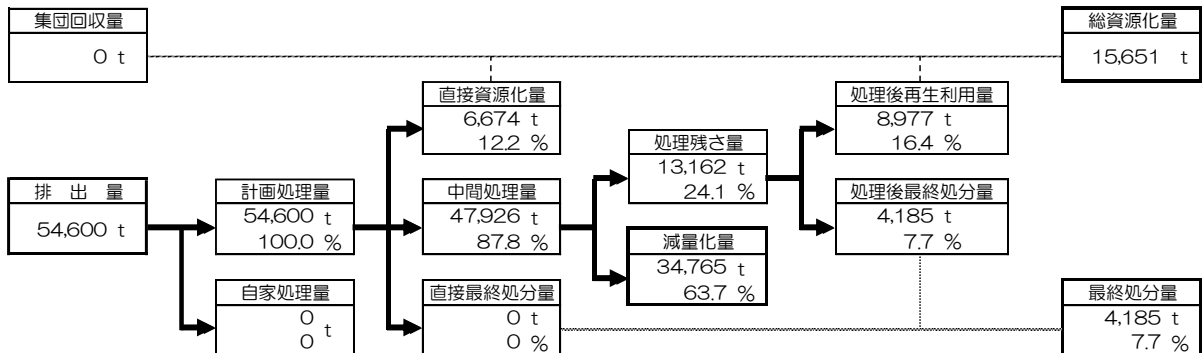 集団回収量
0 t
総資源化量
15,651 t
直接資源化量
6,674 t
12.2 %
処理後再生利用量
8,977 t
16.4 %
処理残さ量
13,162 t
24.1 %
排 出 量
54,600 t
計画処理量
54,600 t
100.0 %
中間処理量
47,926 t
87.8 %
処理後最終処分量
4,185 t
7.7 %
減量化量
34,765 t
63.7 %
自家処理量
0
t
0
直接最終処分量
0 t
0 %
最終処分量
4,185 t
7.7 %